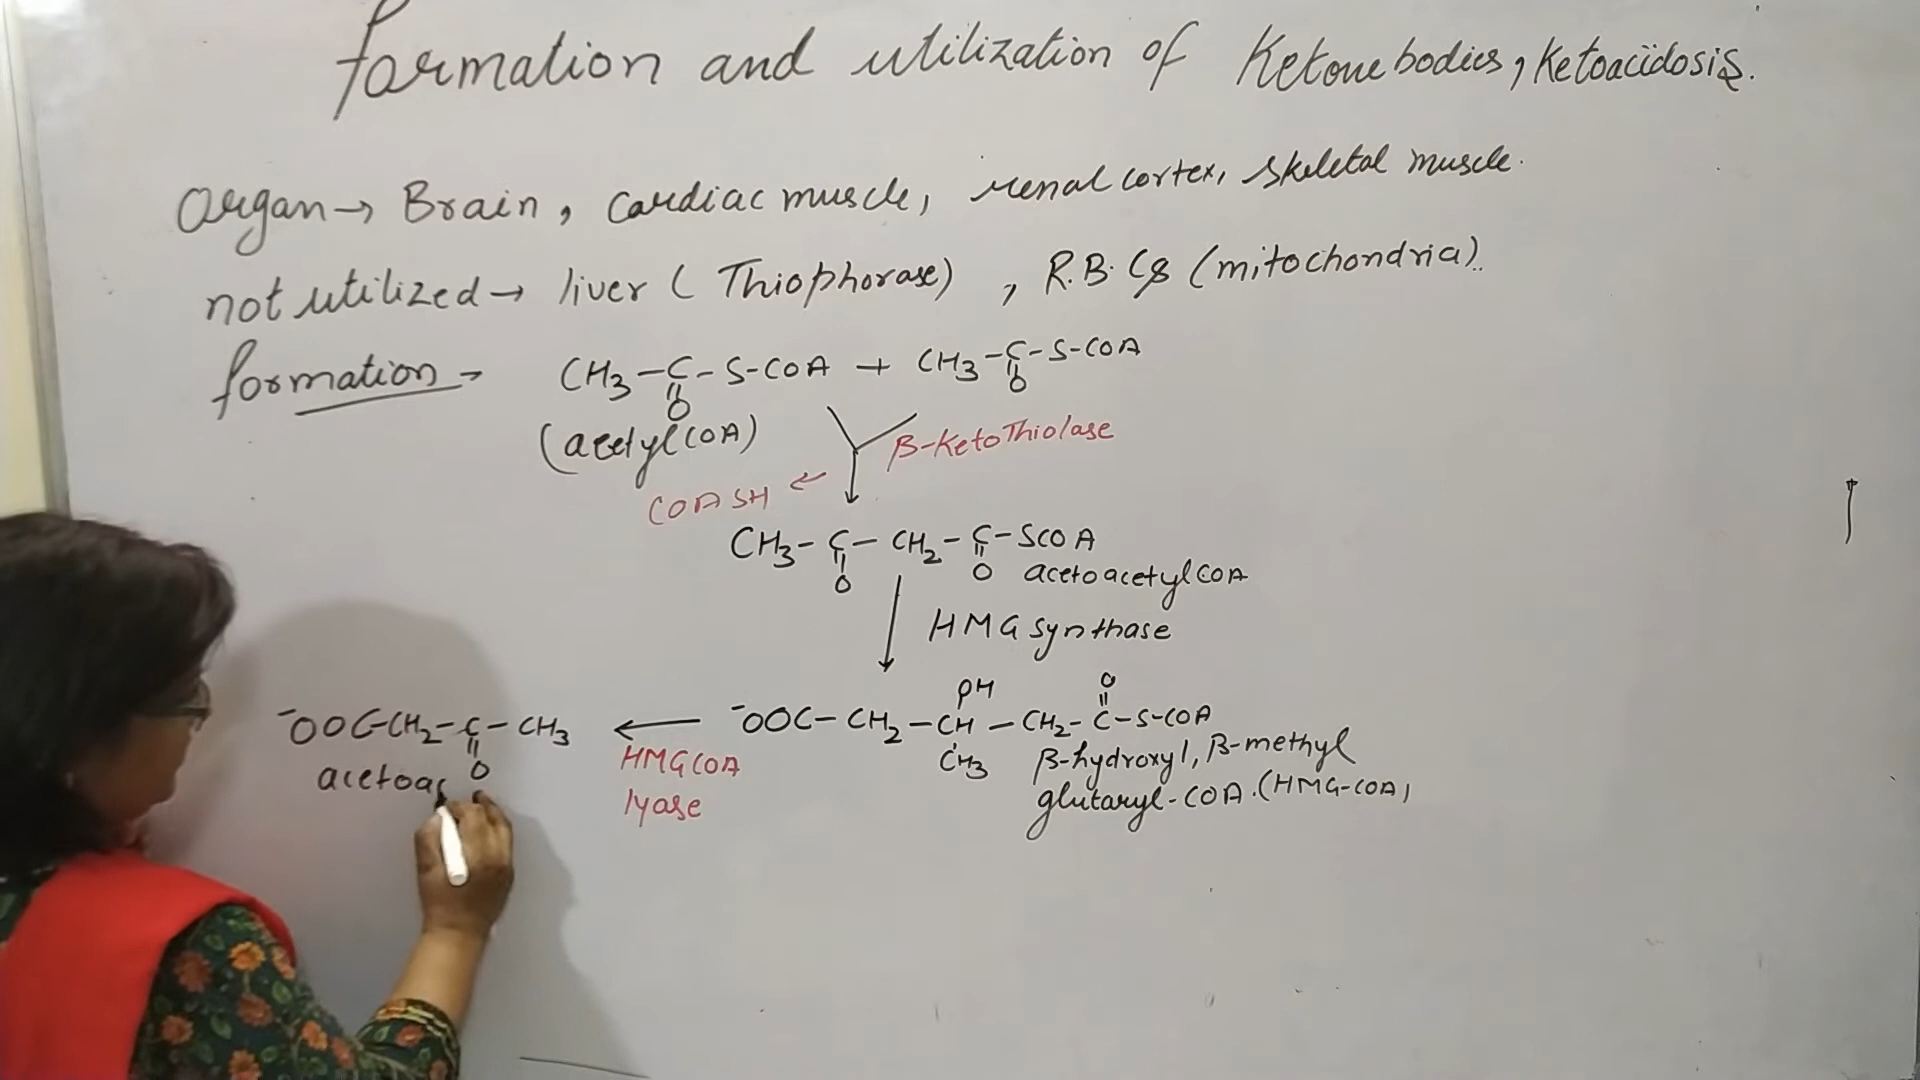 Formation and utilization of Ketone bodies, Ketoacidosis.
Organ → Brain, cardiac muscle, renal cortex, skeletal muscle.
not utilized → liver (Thiophorase), R.B.Cs (mitochondria).
formation → CH3-C-S-COA + CH3-C-S-COA
O O
(acetyl COA)
β-KetoThiolase
COASH ←
CH3-C-CH2-C-SCOA
O O acetoacetyl COA
HMG synthase
OH O
-OOC-CH2-C-CH3 ← -OOC-CH2-CH-CH2-C-S-COA
O HMGCOA lyase CH3 β-hydroxyl, β-methyl
acetoac glutaryl-COA.(HMG-COA)